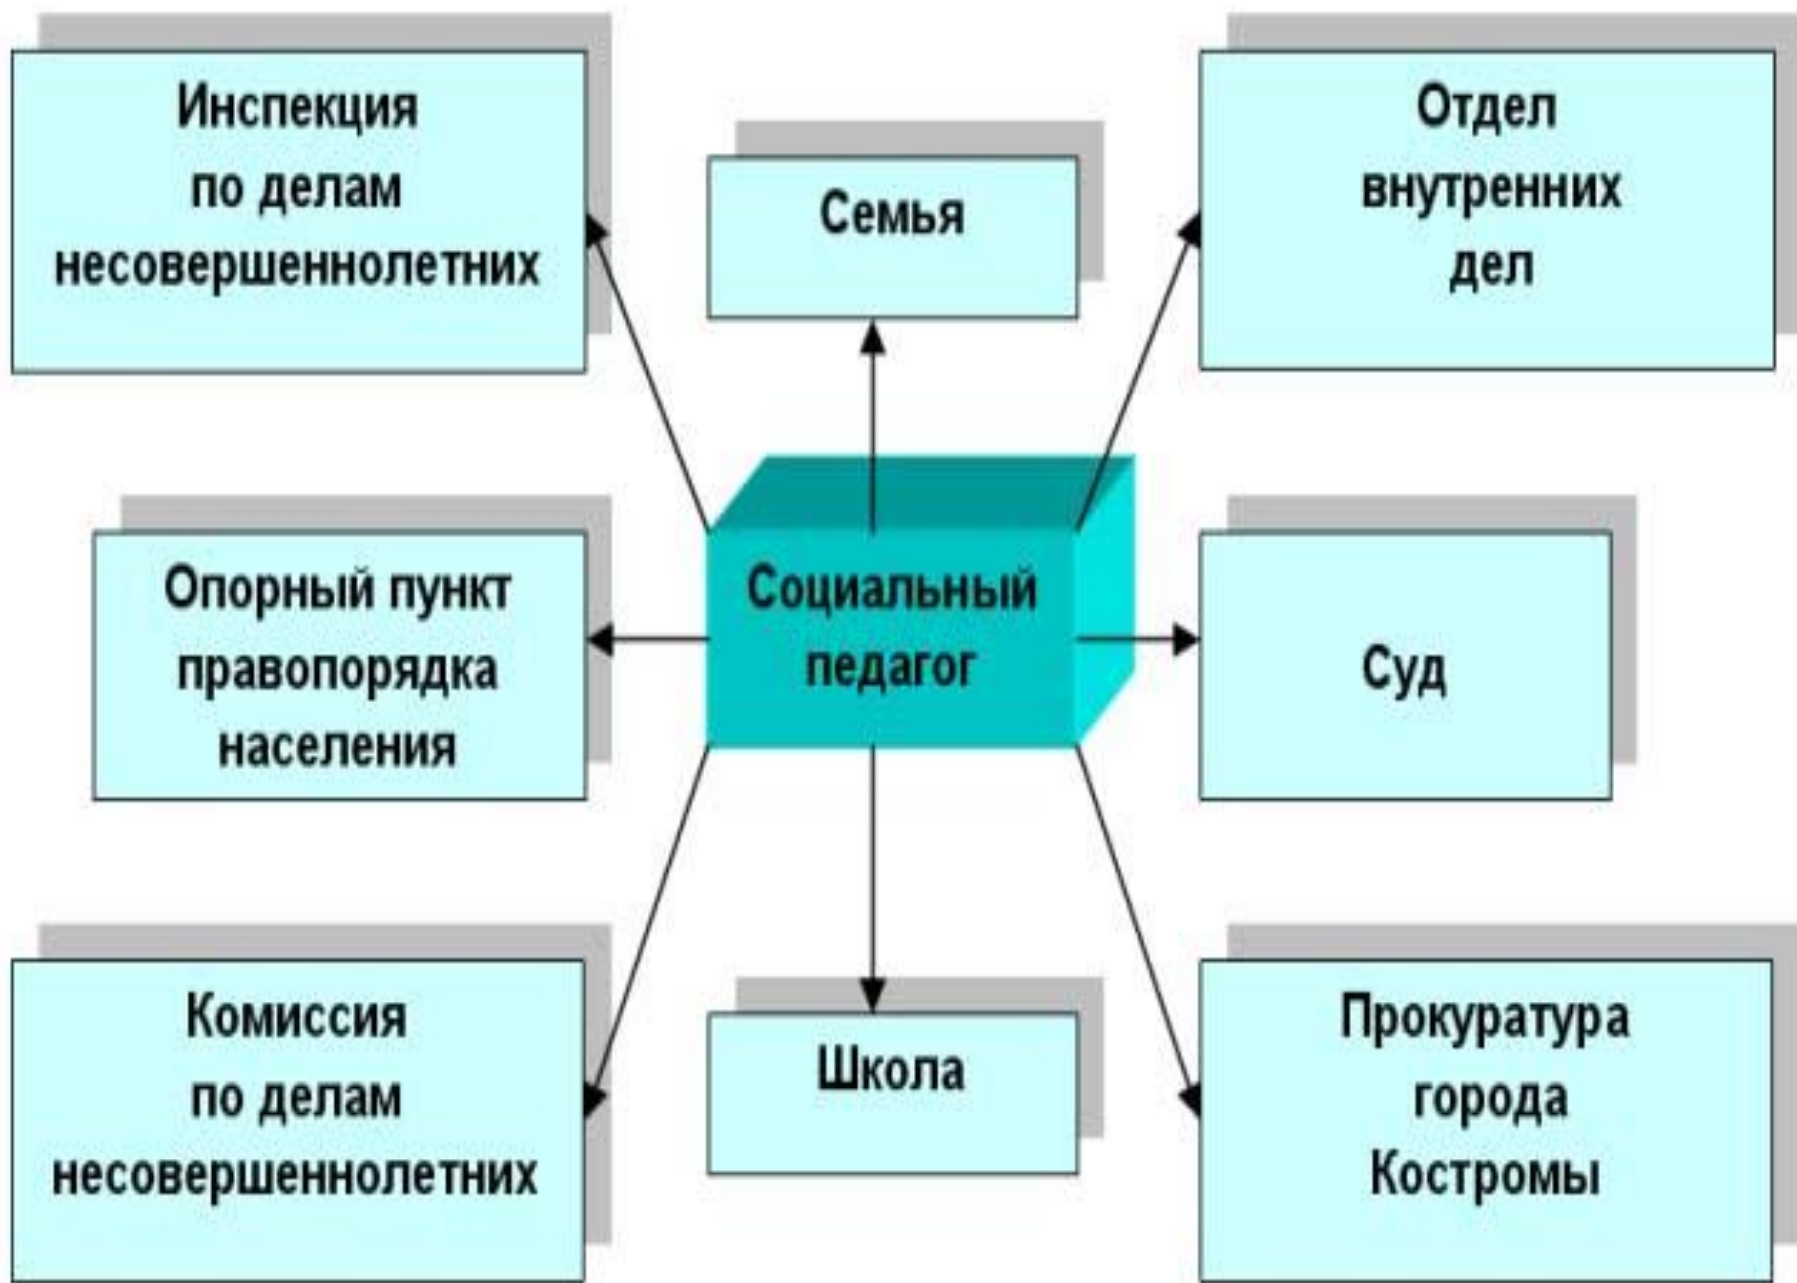 Инспекция
по делам
несовершеннолетних
Семья
Отдел
внутренних
дел
Опорный пункт
правопорядка
населения
Социальный
педагог
Суд
Комиссия
по делам
несовершеннолетних
Школа
Прокуратура
города
Костромы